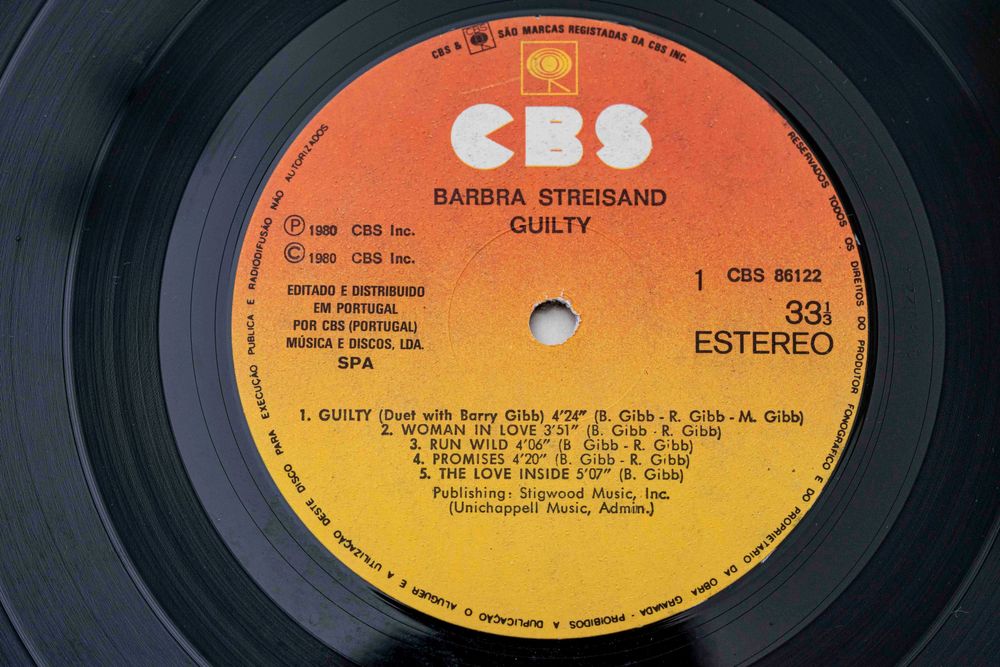 CBS & CBS SÃO MARCAS REGISTADAS DA CBS INC.
CBS
BARBRA STREISAND
GUILTY
Ⓟ 1980 CBS Inc.
© 1980 CBS Inc.
EDITADO E DISTRIBUIDO
EM PORTUGAL
POR CBS (PORTUGAL)
MÚSICA E DISCOS, LDA.
SPA
1 CBS 86122
33⅓
ESTEREO
1. GUILTY (Duet with Barry Gibb) 4'24" (B. Gibb - R. Gibb - M. Gibb)
2. WOMAN IN LOVE 3'51" (B. Gibb - R. Gibb)
3. RUN WILD 4'06" (B Gibb - R. Gibb)
4. PROMISES 4'20" (B. Gibb - R. Gibb)
5. THE LOVE INSIDE 5'07" (B. Gibb)
Publishing: Stigwood Music, Inc.
(Unichappell Music, Admin.)
RESERVADOS TODOS OS DIREITOS DO PRODUTOR FONOGRAFICO E DO PROPRIETARIO DA OBRA GRAVADA - PROIBIDOS A DUPLICAÇAO O ALUGUER E A UTILIZAÇÃO DESTE DISCO PARA EXECUÇÃO PUBLICA E RADIODIFUSÃO NÃO AUTORIZADOS